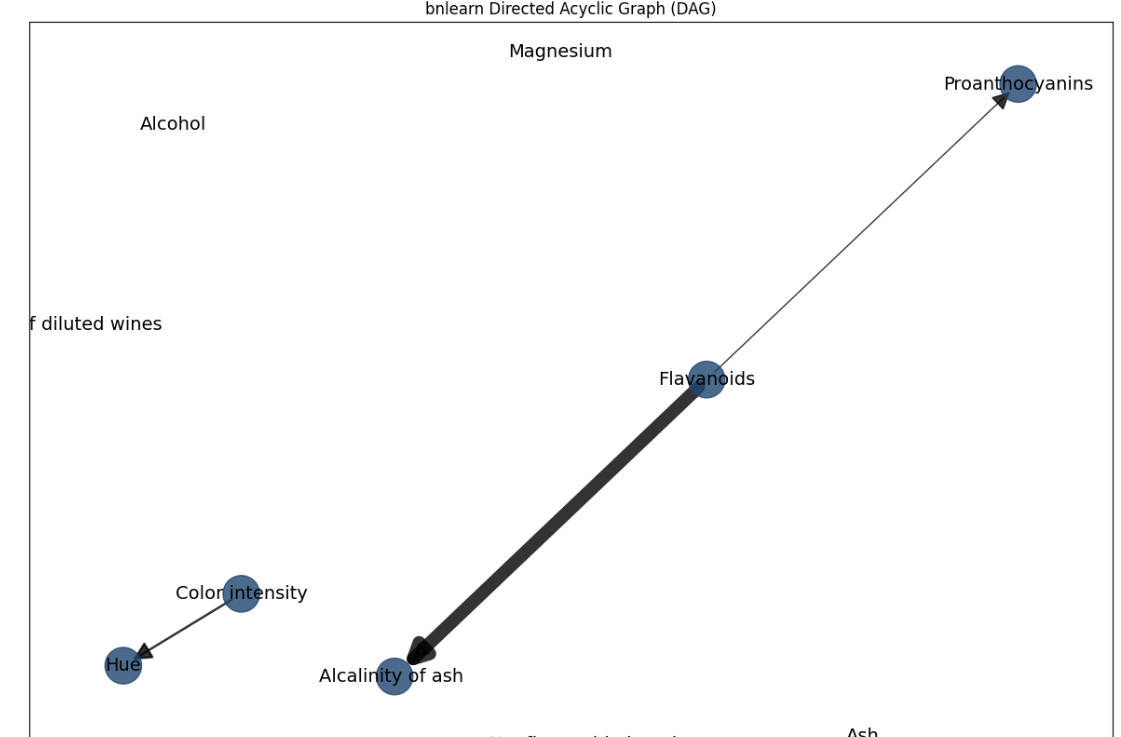 bnlearn Directed Acyclic Graph (DAG)
Magnesium
Proanthocyanins
Alcohol
diluted wines
Flavanoids
Color intensity
Hue
Alcalinity of ash
Ash